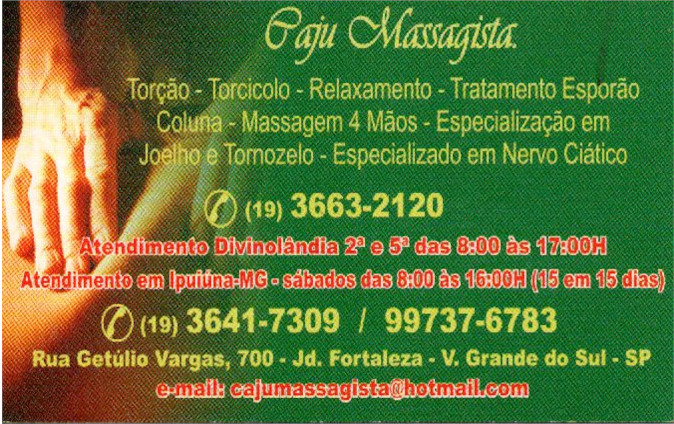 Caju Massagista.
Torção - Torcicolo - Relaxamento - Tratamento Esporão
Coluna - Massagem 4 Mãos - Especialização em
Joelho e Tornozelo - Especializado em Nervo Ciático
(19) 3663-2120
Atendimento Divinolândia 2ª e 5ª das 8:00 às 17:00H
Atendimento em Ipuiúna-MG - sábados das 8:00 às 16:00H (15 em 15 dias)
(19) 3641-7309 / 99737-6783
Rua Getúlio Vargas, 700 - Jd. Fortaleza - V. Grande do Sul - SP
e-mail: cajumassagista@hotmail.com